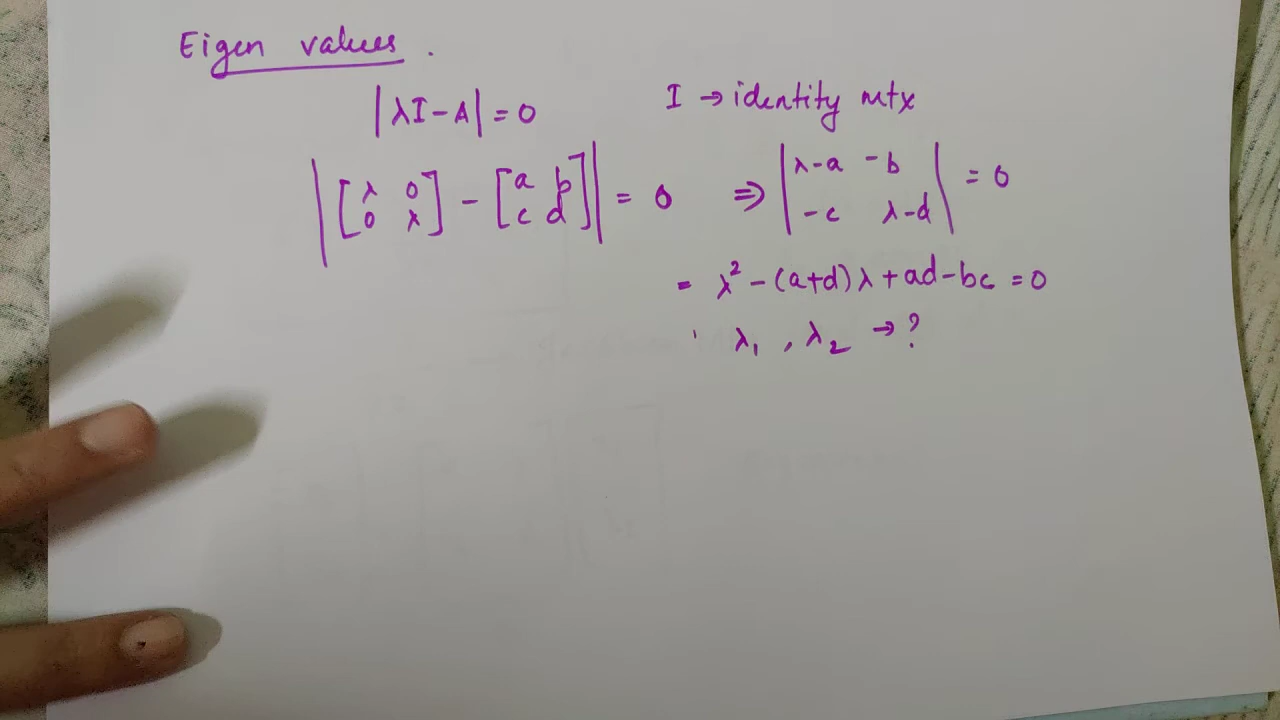 Eigen values .
|λI-A| = 0 I → identity mtx
|[λ 0 0 λ] - [a b c d]| = 0 ⇒ |λ-a -b -c λ-d| = 0
= λ² - (a+d)λ + ad-bc = 0
λ₁ , λ₂ → ?